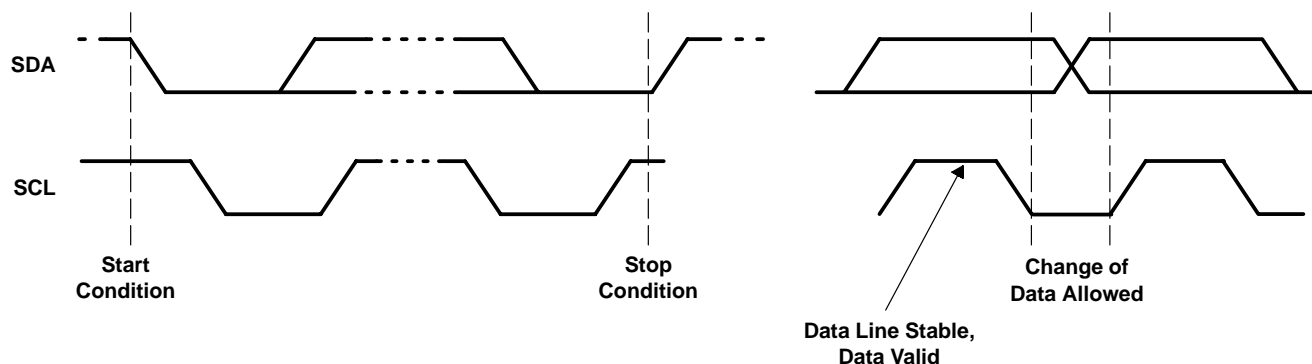 SDA
SCL
Start
Condition
Stop
Condition
Change of
Data Allowed
Data Line Stable,
Data Valid